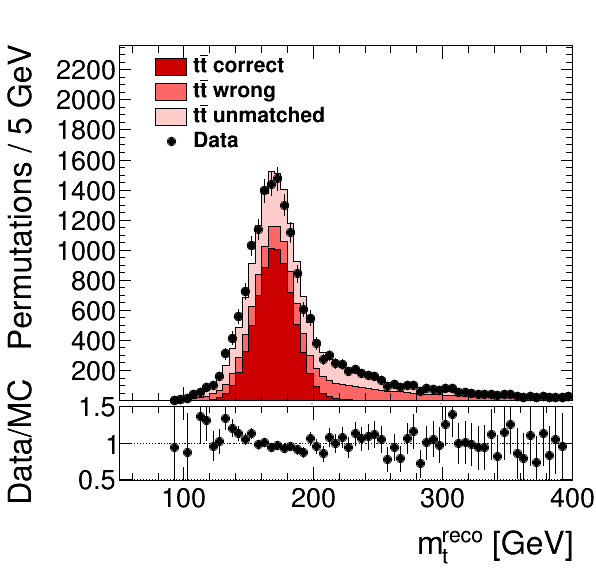 Permutations / 5 GeV
2200
2000
1800
1600
1400
1200
1000
800
600
400
200
tt̄ correct
tt̄ wrong
tt̄ unmatched
Data
Data/MC
1.5
1
0.5
100 200 300 400
m_t^reco [GeV]